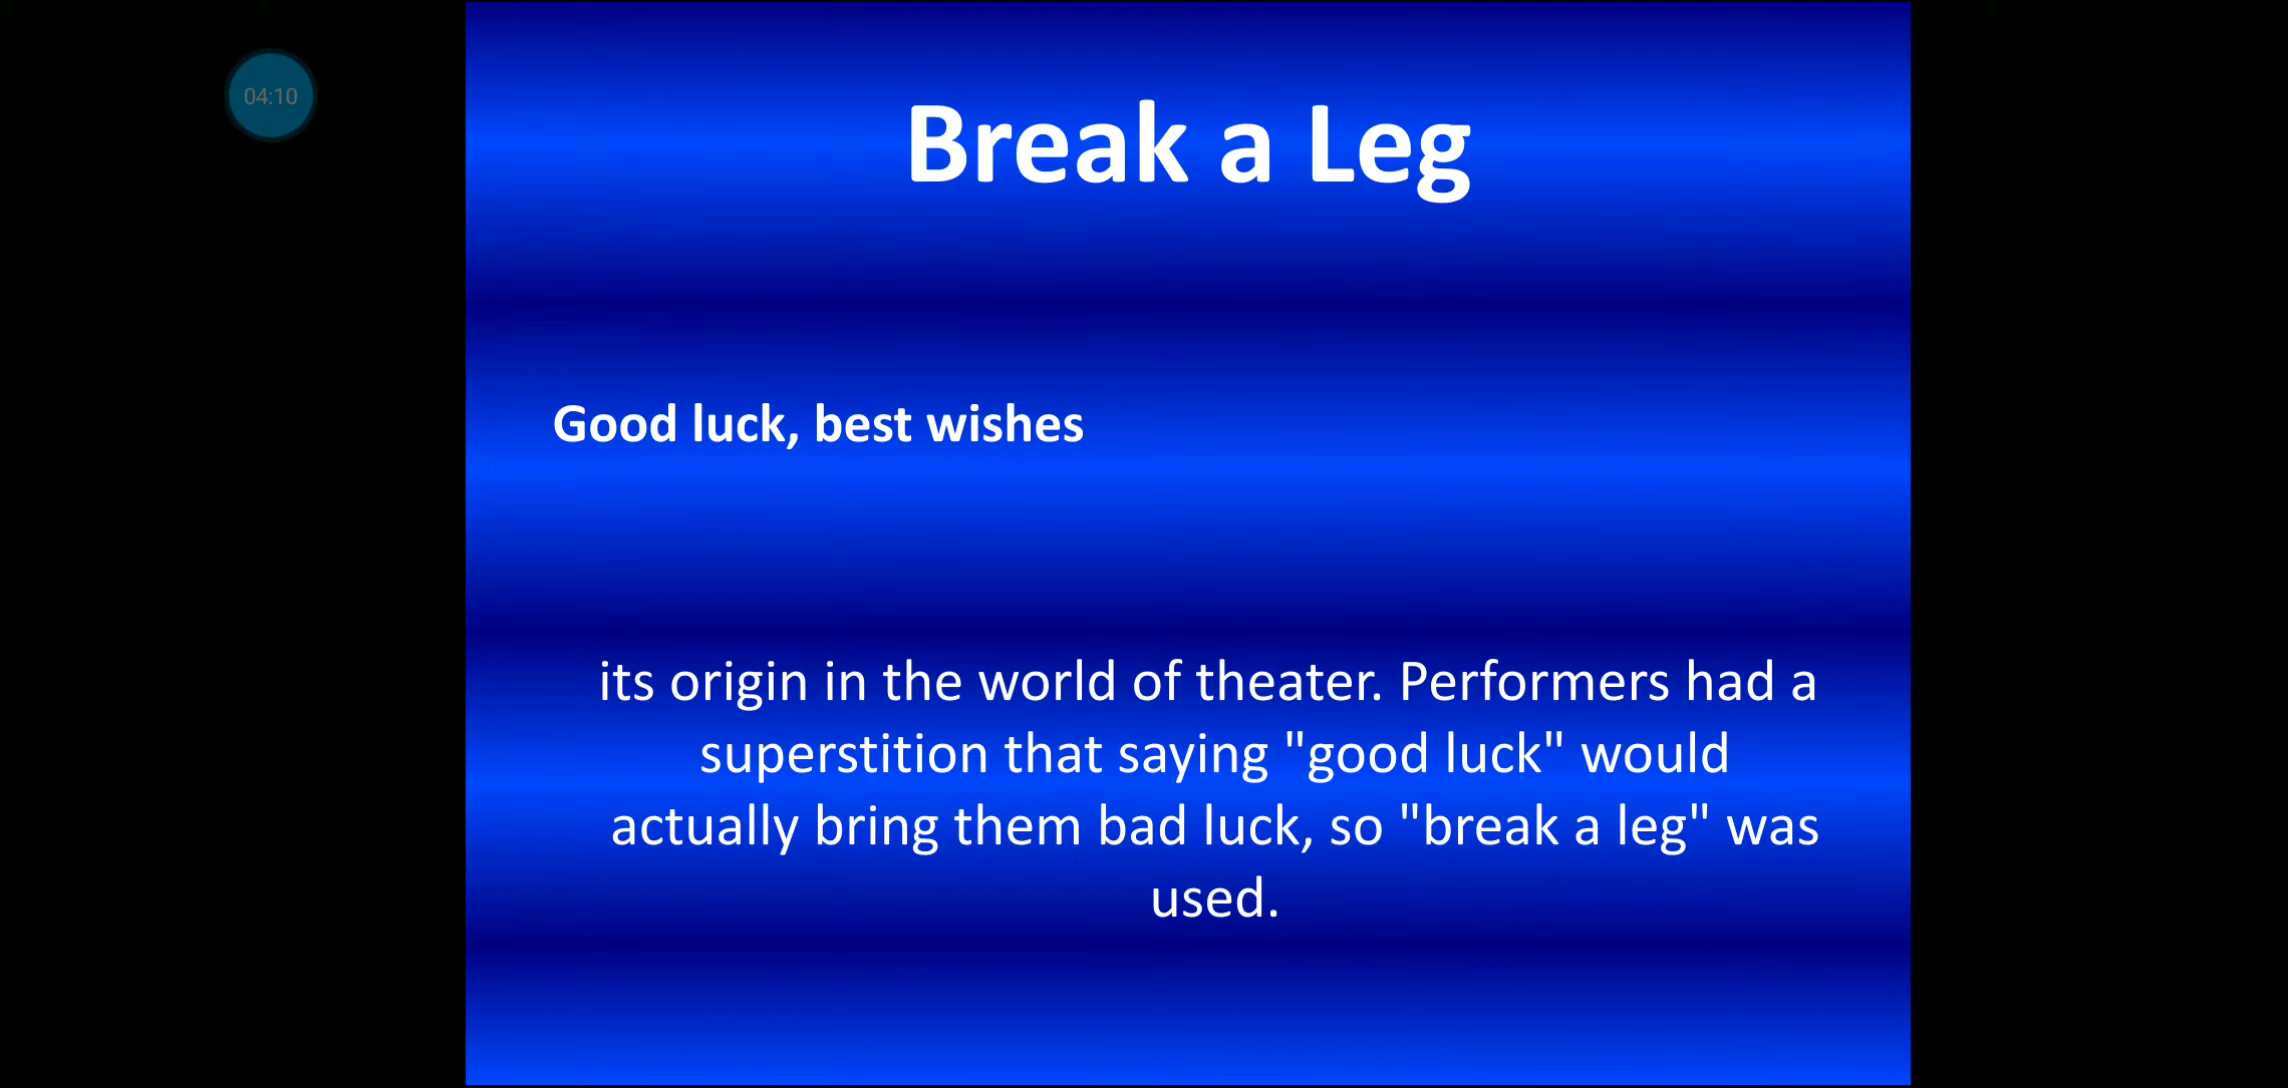 04:10
Break a Leg
Good luck, best wishes
its origin in the world of theater. Performers had a
superstition that saying "good luck" would
actually bring them bad luck, so "break a leg" was
used.